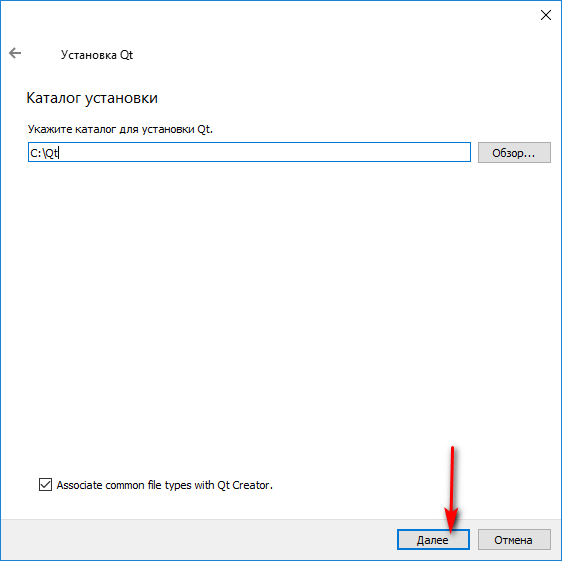 Установка Qt
Каталог установки
Укажите каталог для установки Qt.
C:\Qt
Обзор...
Associate common file types with Qt Creator.
Далее
Отмена